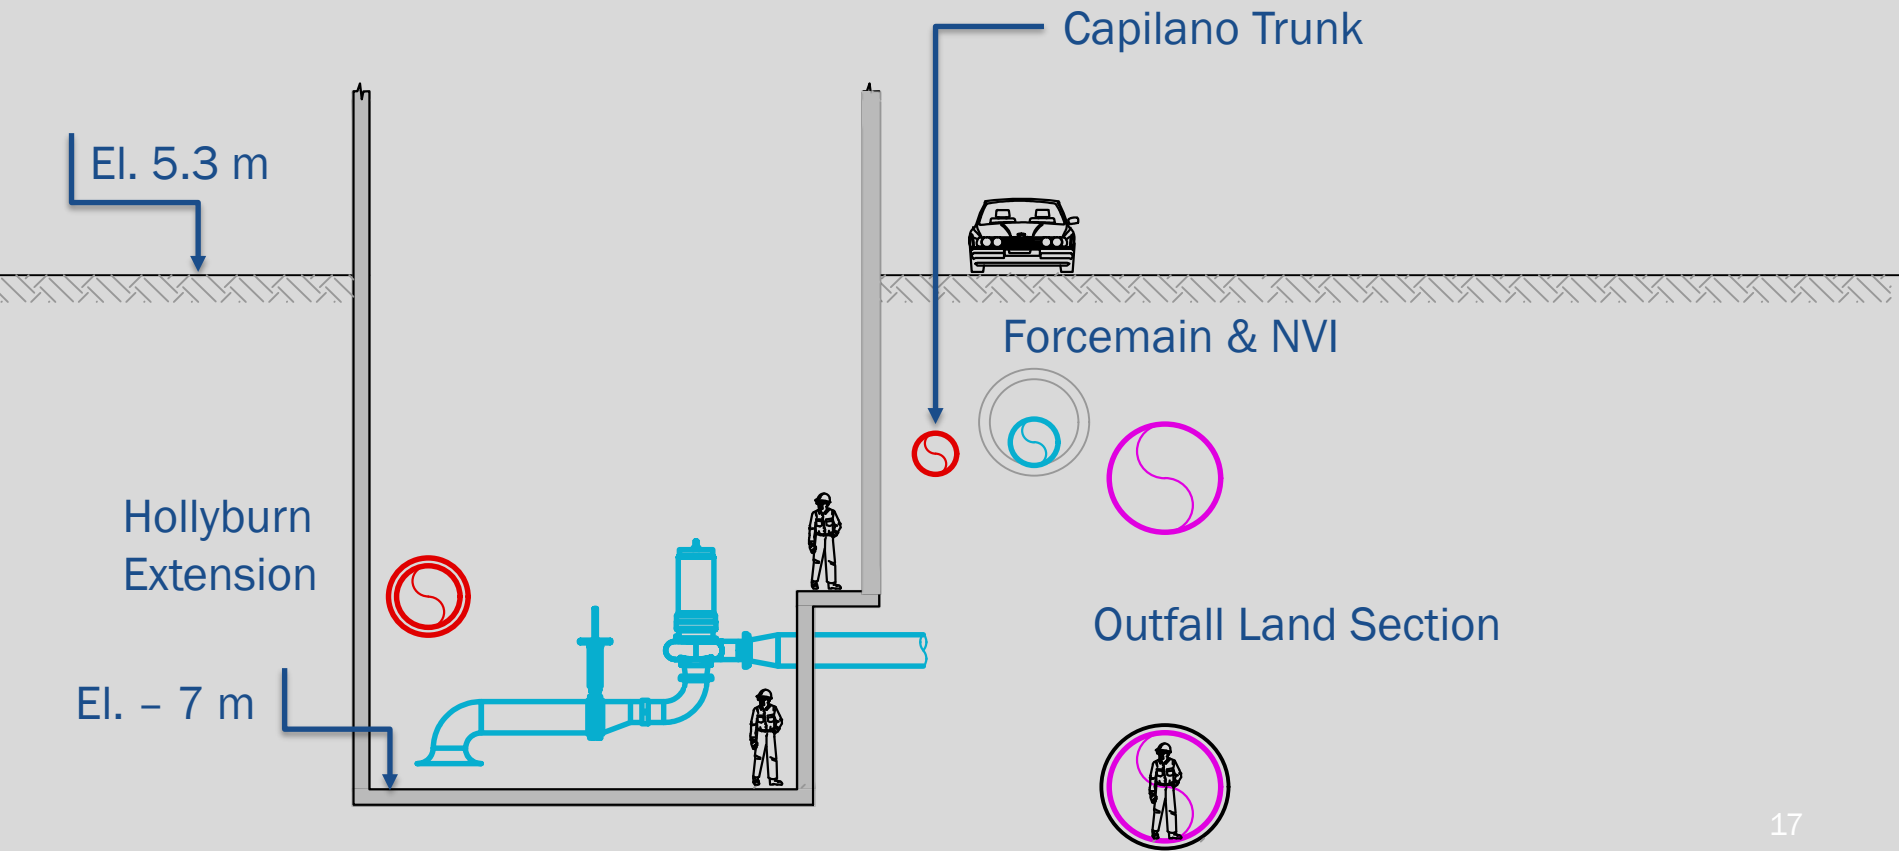 Capilano Trunk
El. 5.3 m
Forcemain & NVI
Hollyburn
Extension
Outfall Land Section
El. – 7 m
17